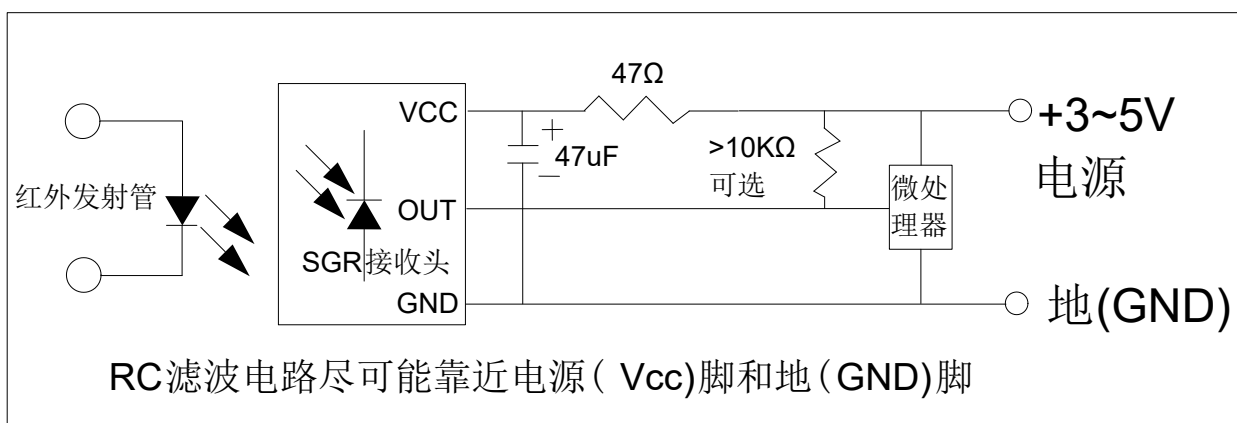 47Ω
VCC
+
47uF
−
>10KΩ
可选
+3~5V
电源
红外发射管
OUT
微处
理器
SGR接收头
GND
地(GND)
RC滤波电路尽可能靠近电源( Vcc)脚和地(GND)脚